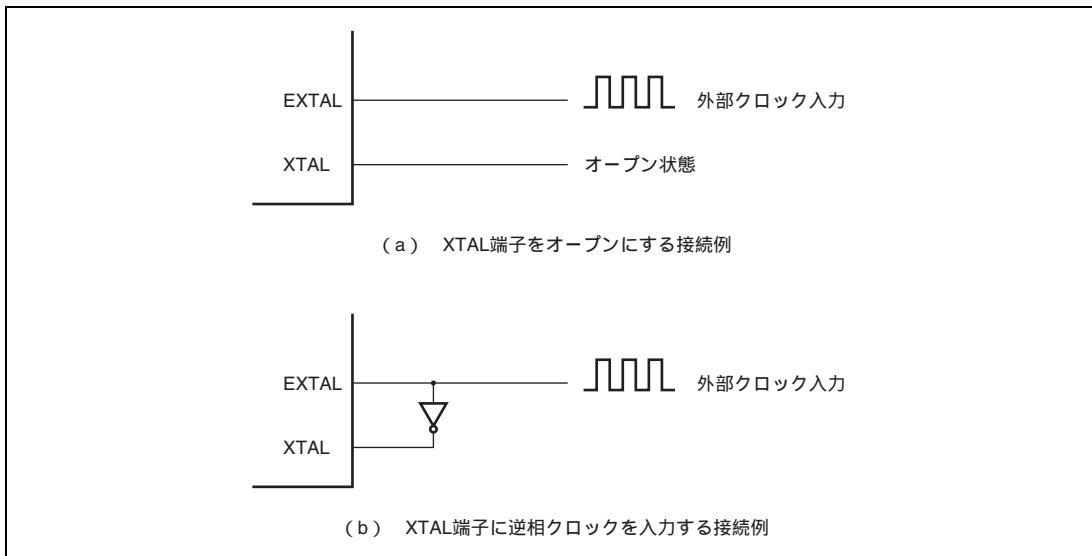 EXTAL 外部クロック入力
XTAL オープン状態
（a） XTAL端子をオープンにする接続例
EXTAL 外部クロック入力
XTAL
（b） XTAL端子に逆相クロックを入力する接続例